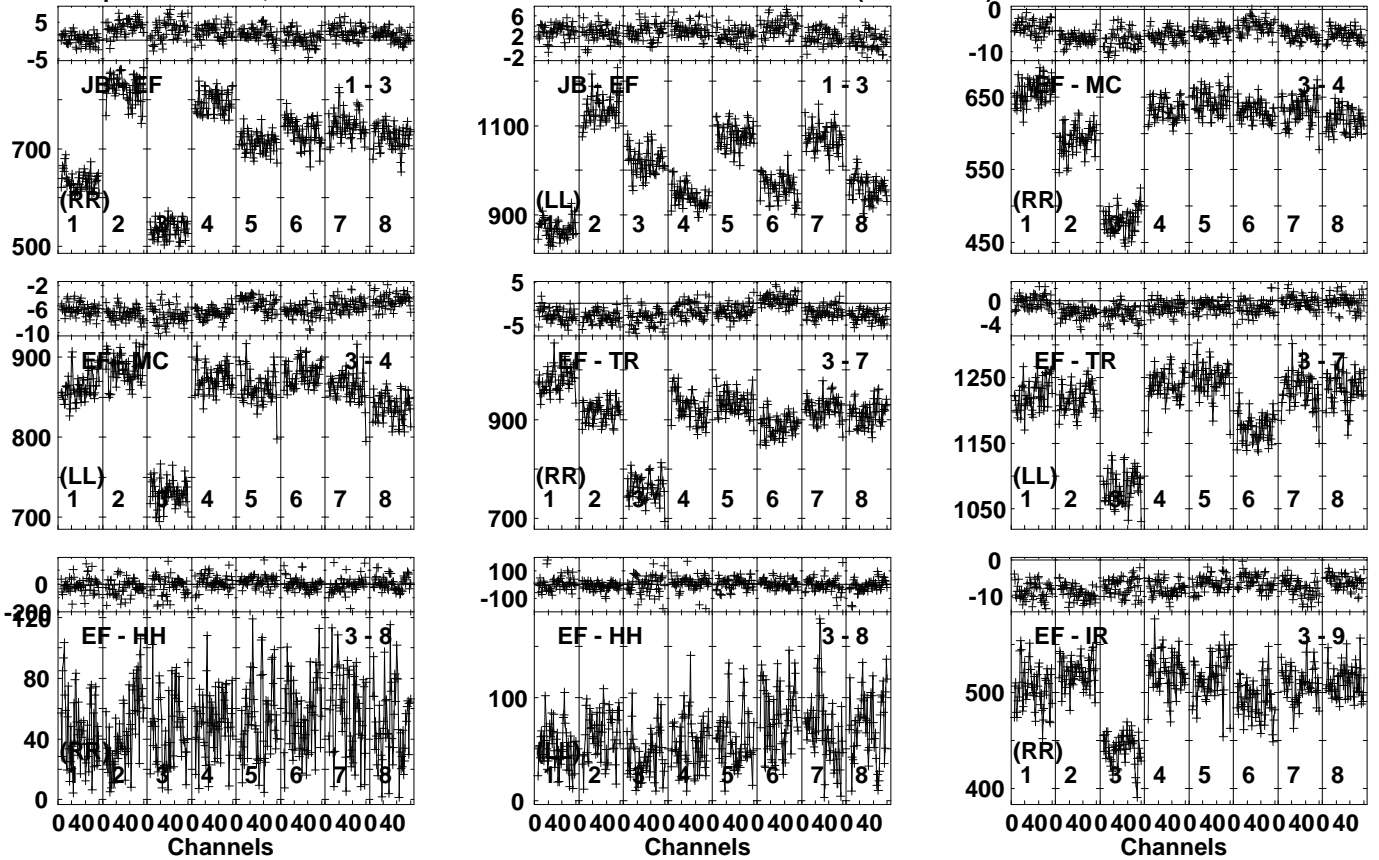 5
-5
JB - EF 1 - 3
700
(RR)
1 2 3 4 5 6 7 8
500
6
2
-2
JB - EF 1 - 3
1100
(LL)
900
1 2 3 4 5 6 7 8
0
-10
EF - MC 3 - 4
650
550
(RR)
1 2 3 4 5 6 7 8
450
-2
-6
-10
EF - MC 3 - 4
900
800
(LL)
1 2 3 4 5 6 7 8
700
5
-5
EF - TR 3 - 7
900
(RR)
1 2 3 4 5 6 7 8
700
0
-4
EF - TR 3 - 7
1250
1150
(LL)
1 2 3 4 5 6 7 8
1050
0
-200
120
EF - HH 3 - 8
80
40
(RR)
1 2 3 4 5 6 7 8
0
0 40 0 40 0 40 0 40 0 40 0 40 0 40 0 40
Channels
100
-100
EF - HH 3 - 8
100
(LL)
1 2 3 4 5 6 7 8
0
0 40 0 40 0 40 0 40 0 40 0 40 0 40 0 40
Channels
0
-10
EF - IR 3 - 9
500
(RR)
1 2 3 4 5 6 7 8
400
0 40 0 40 0 40 0 40 0 40 0 40 0 40 0 40
Channels